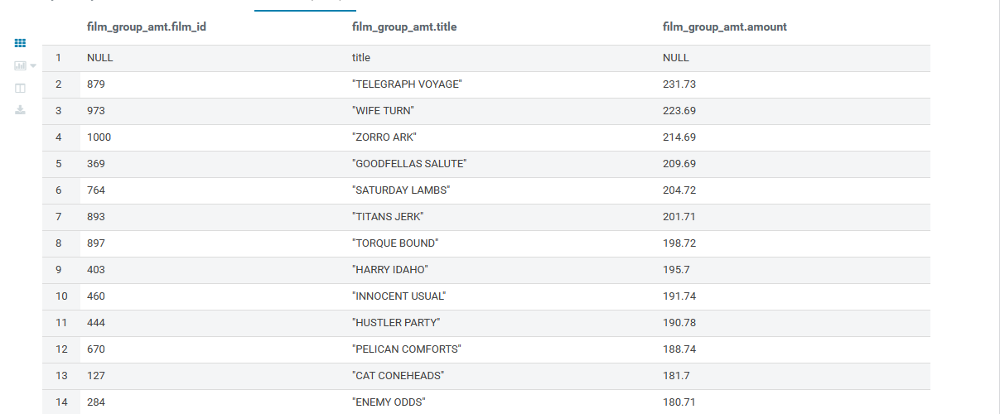 film_group_amt.film_id film_group_amt.title film_group_amt.amount
1 NULL title NULL
2 879 "TELEGRAPH VOYAGE" 231.73
3 973 "WIFE TURN" 223.69
4 1000 "ZORRO ARK" 214.69
5 369 "GOODFELLAS SALUTE" 209.69
6 764 "SATURDAY LAMBS" 204.72
7 893 "TITANS JERK" 201.71
8 897 "TORQUE BOUND" 198.72
9 403 "HARRY IDAHO" 195.7
10 460 "INNOCENT USUAL" 191.74
11 444 "HUSTLER PARTY" 190.78
12 670 "PELICAN COMFORTS" 188.74
13 127 "CAT CONEHEADS" 181.7
14 284 "ENEMY ODDS" 180.71